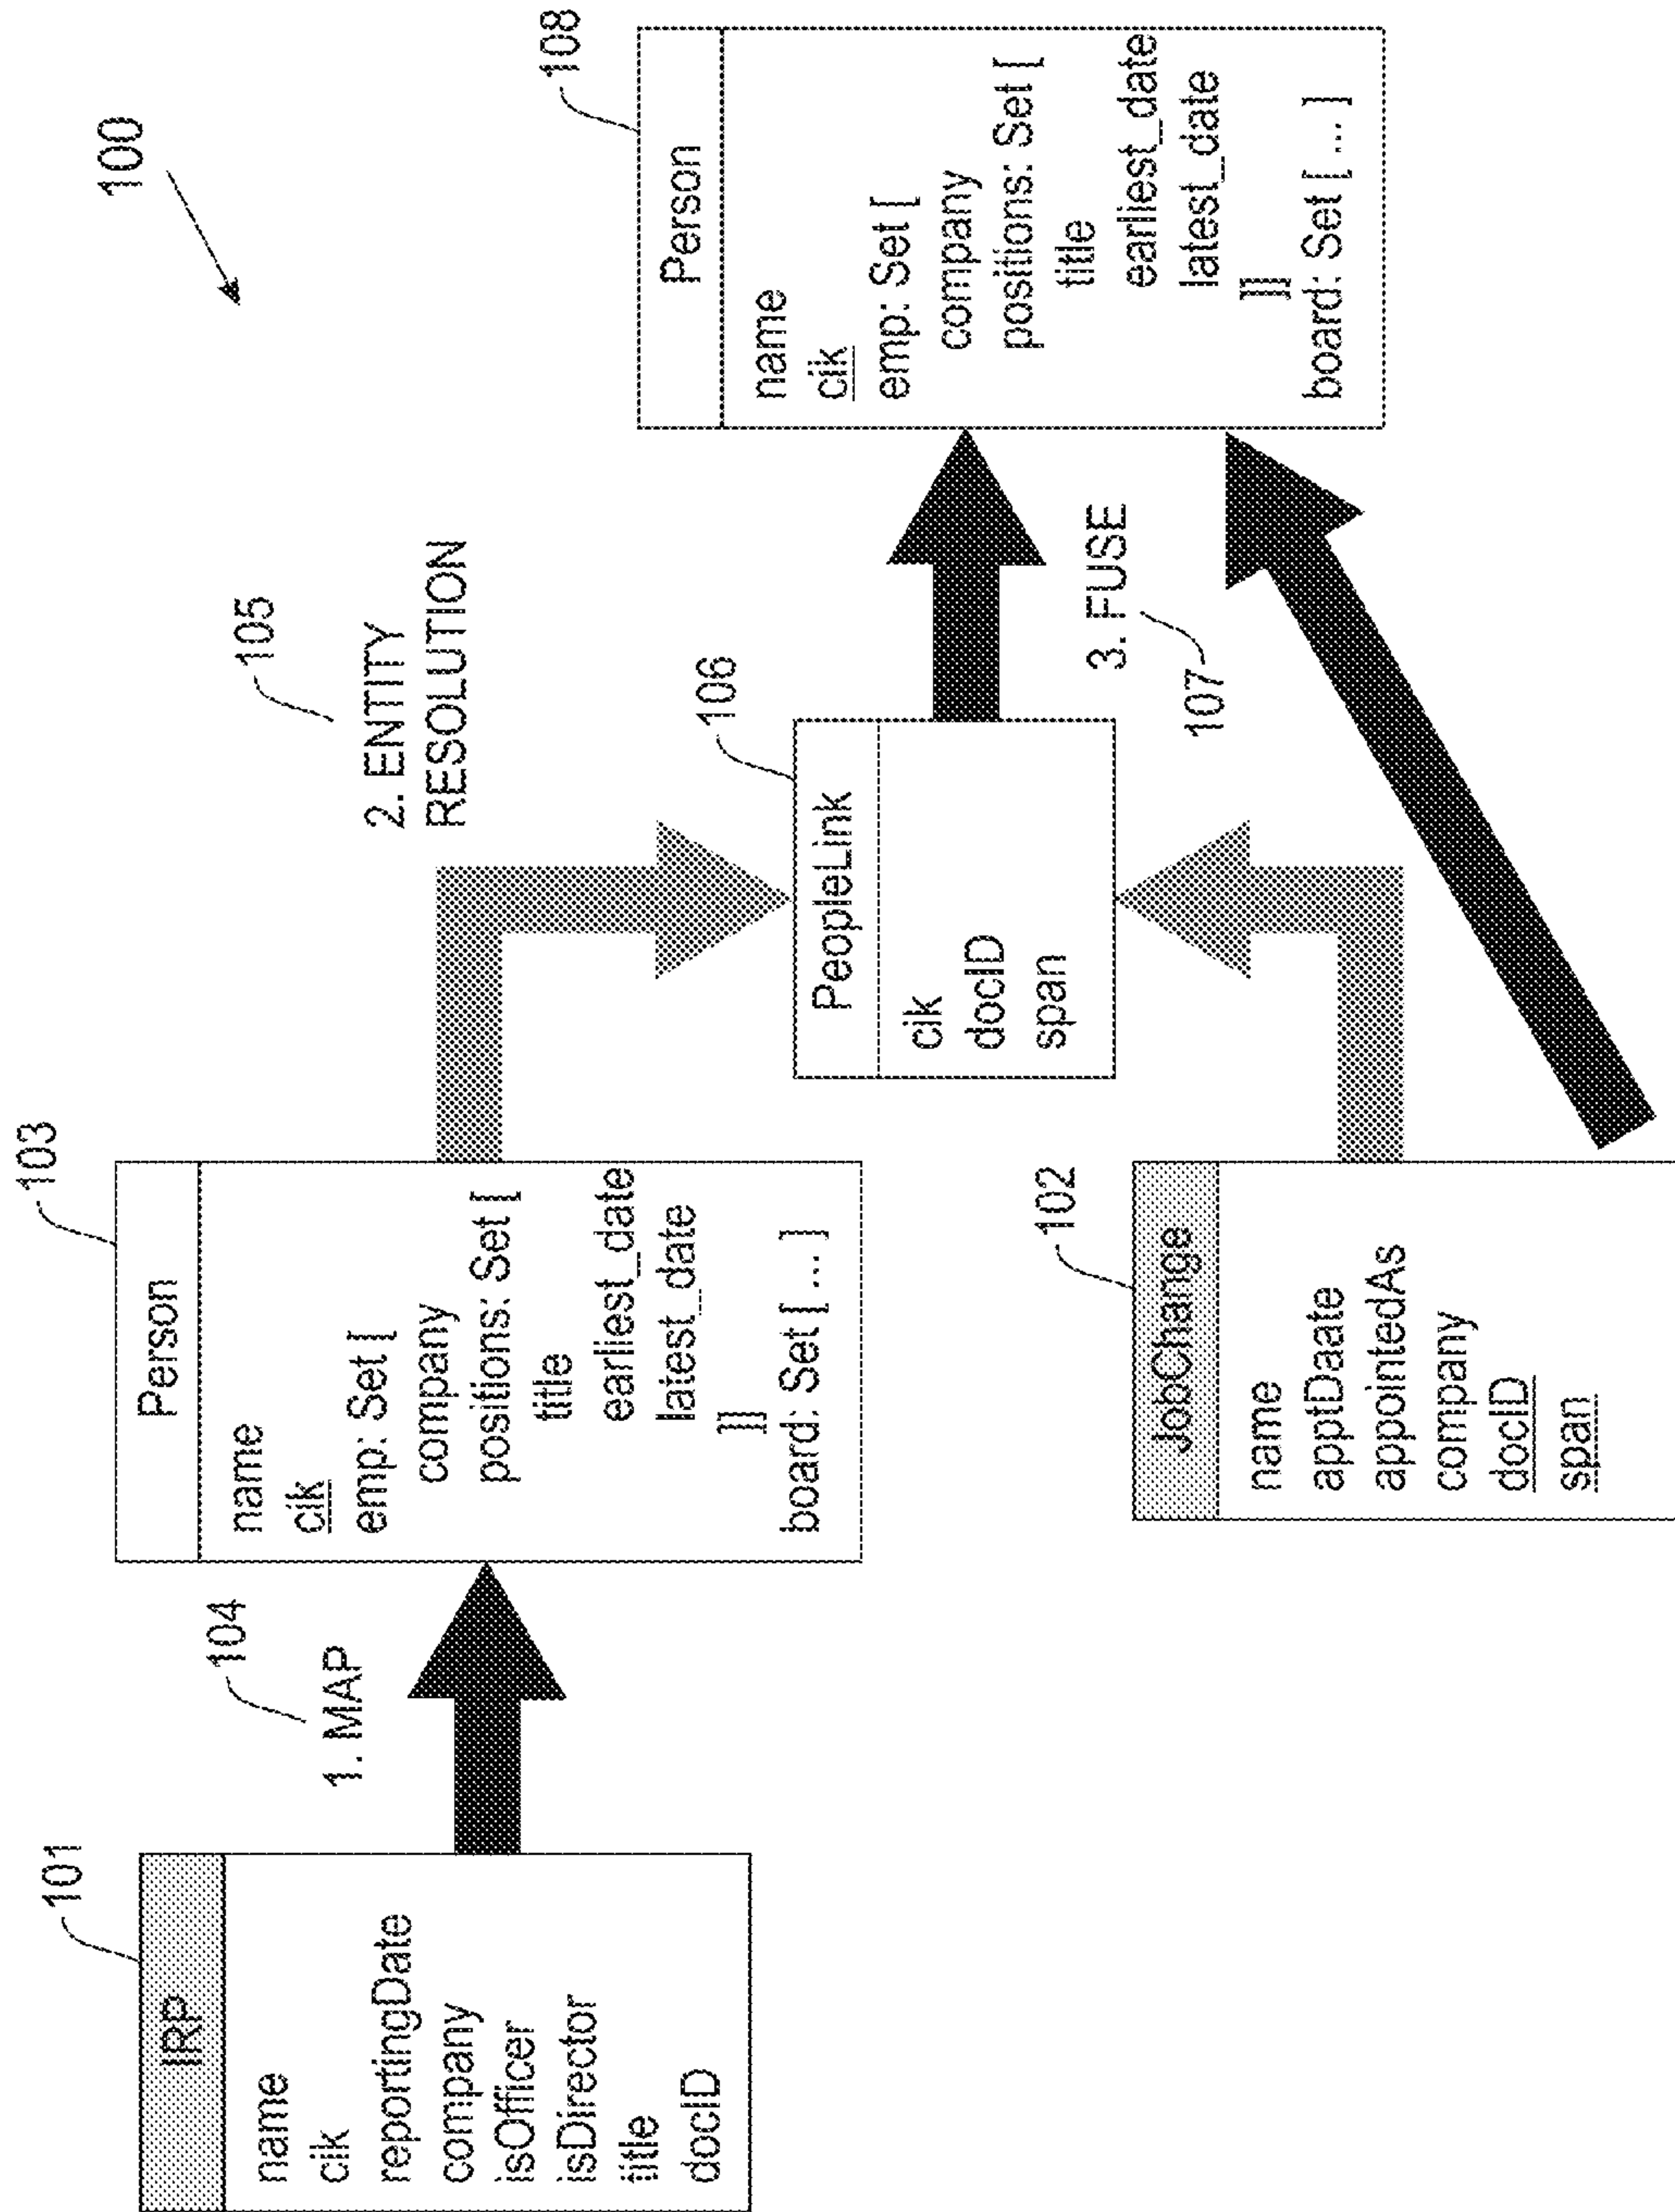 100
101
IRP
name
cik
reportingDate
company
isOfficer
isDirector
title
docID
104
1. MAP
103
Person
name
cik
emp: Set [
company
positions: Set [
title
earliest_date
latest_date
]]
board: Set [ ... ]
102
JobChange
name
apptDaate
appointedAs
company
docID
span
105
2. ENTITY
RESOLUTION
106
PeopleLink
cik
docID
span
3. FUSE
107
108
Person
name
cik
emp: Set [
company
positions: Set [
title
earliest_date
latest_date
]]
board: Set [ ... ]